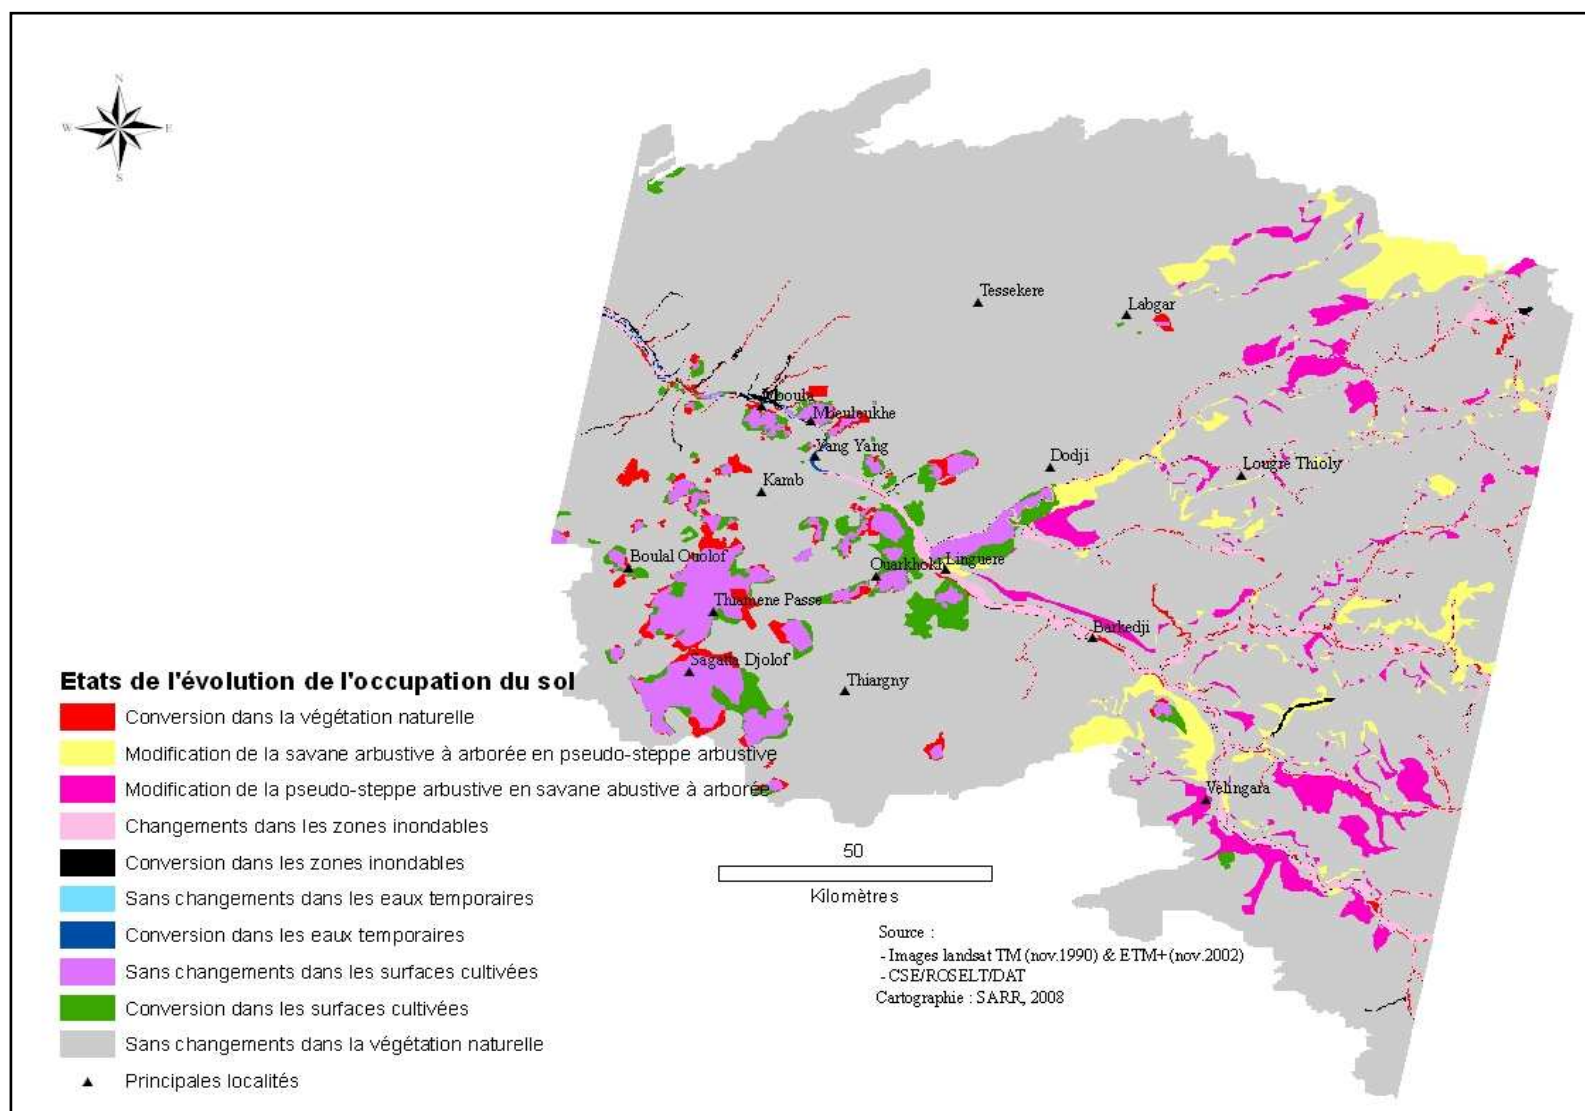 N
W
E
S
Tessekere
Labgar
Mboula
Mbeuleukhe
Yang Yang
Dodji
Lougre Thioly
Kamb
Boulal Ouolof
Ouarkhokh
Linguere
Thiamene Passe
Barkedji
Sagatta Djolof
Thiargny
Velingara
Etats de l'évolution de l'occupation du sol
Conversion dans la végétation naturelle
Modification de la savane arbustive à arborée en pseudo-steppe arbustive
Modification de la pseudo-steppe arbustive en savane abustive à arborée
Changements dans les zones inondables
Conversion dans les zones inondables
Sans changements dans les eaux temporaires
Conversion dans les eaux temporaires
Sans changements dans les surfaces cultivées
Conversion dans les surfaces cultivées
Sans changements dans la végétation naturelle
Principales localités
50
Kilomètres
Source :
- Images landsat TM (nov.1990) & ETM+(nov.2002)
- CSE/ROSELT/DAT
Cartographie : SARR, 2008